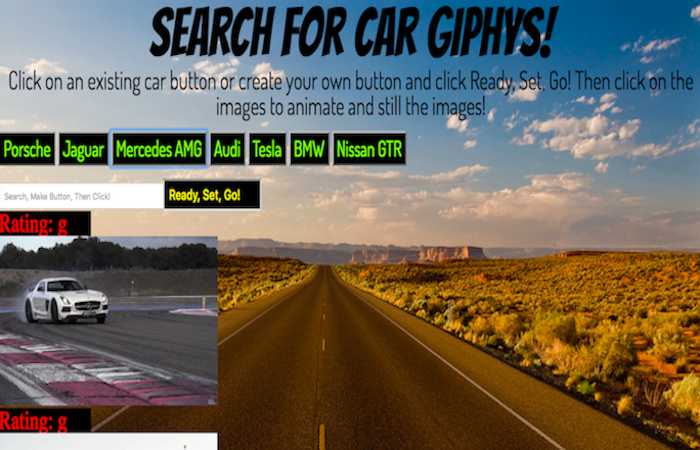 SEARCH FOR CAR GIPHYS!
Click on an existing car button or create your own button and click Ready, Set, Go! Then click on the
images to animate and still the images!
Porsche Jaguar Mercedes AMG Audi Tesla BMW Nissan GTR
Search, Make Button, Then Click! Ready, Set, Go!
Rating: g
Rating: g